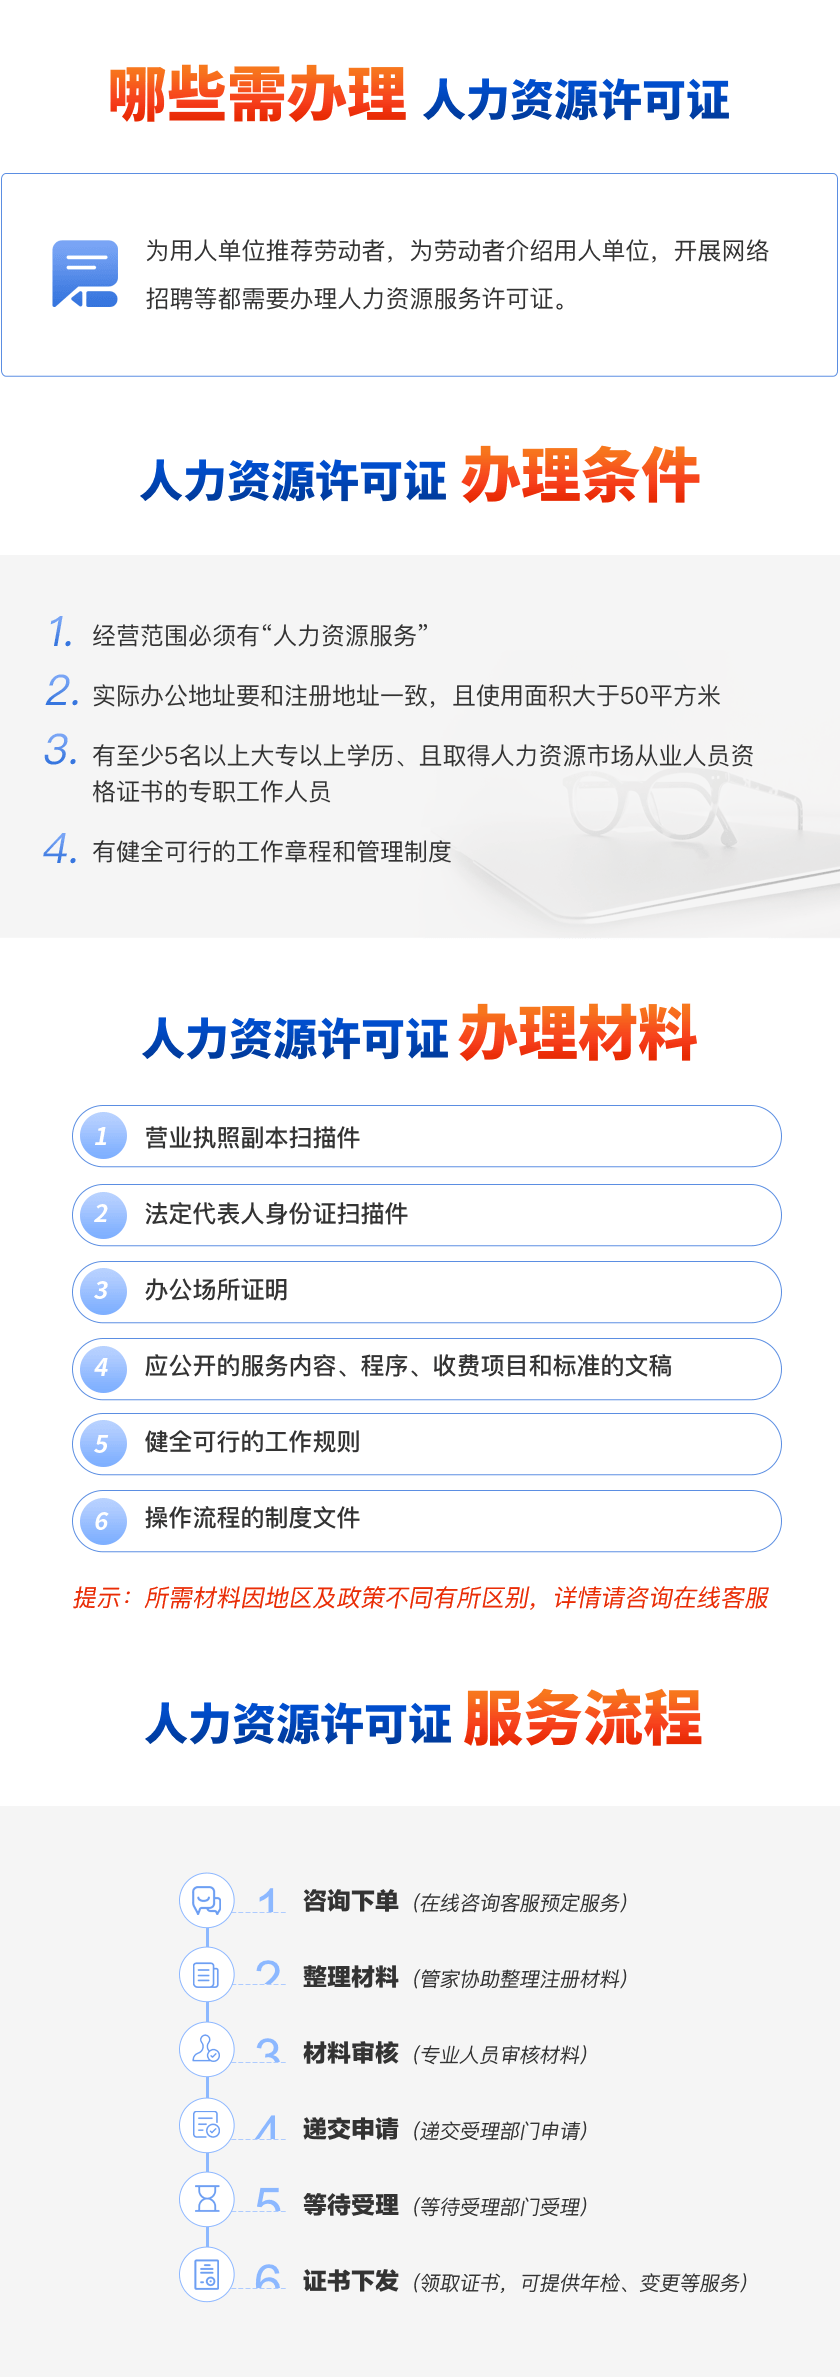 哪些需办理 人力资源许可证
为用人单位推荐劳动者，为劳动者介绍用人单位，开展网络
招聘等都需要办理人力资源服务许可证。
人力资源许可证 办理条件
1. 经营范围必须有“人力资源服务”
2. 实际办公地址要和注册地址一致，且使用面积大于50平方米
3. 有至少5名以上大专以上学历、且取得人力资源市场从业人员资
格证书的专职工作人员
4. 有健全可行的工作章程和管理制度
人力资源许可证 办理材料
1 营业执照副本扫描件
2 法定代表人身份证扫描件
3 办公场所证明
4 应公开的服务内容、程序、收费项目和标准的文稿
5 健全可行的工作规则
6 操作流程的制度文件
提示：所需材料因地区及政策不同有所区别，详情请咨询在线客服
人力资源许可证 服务流程
1 咨询下单（在线咨询客服预定服务）
2 整理材料（管家协助整理注册材料）
3 材料审核（专业人员审核材料）
4 递交申请（递交受理部门申请）
5 等待受理（等待受理部门受理）
6 证书下发（领取证书，可提供年检、变更等服务）